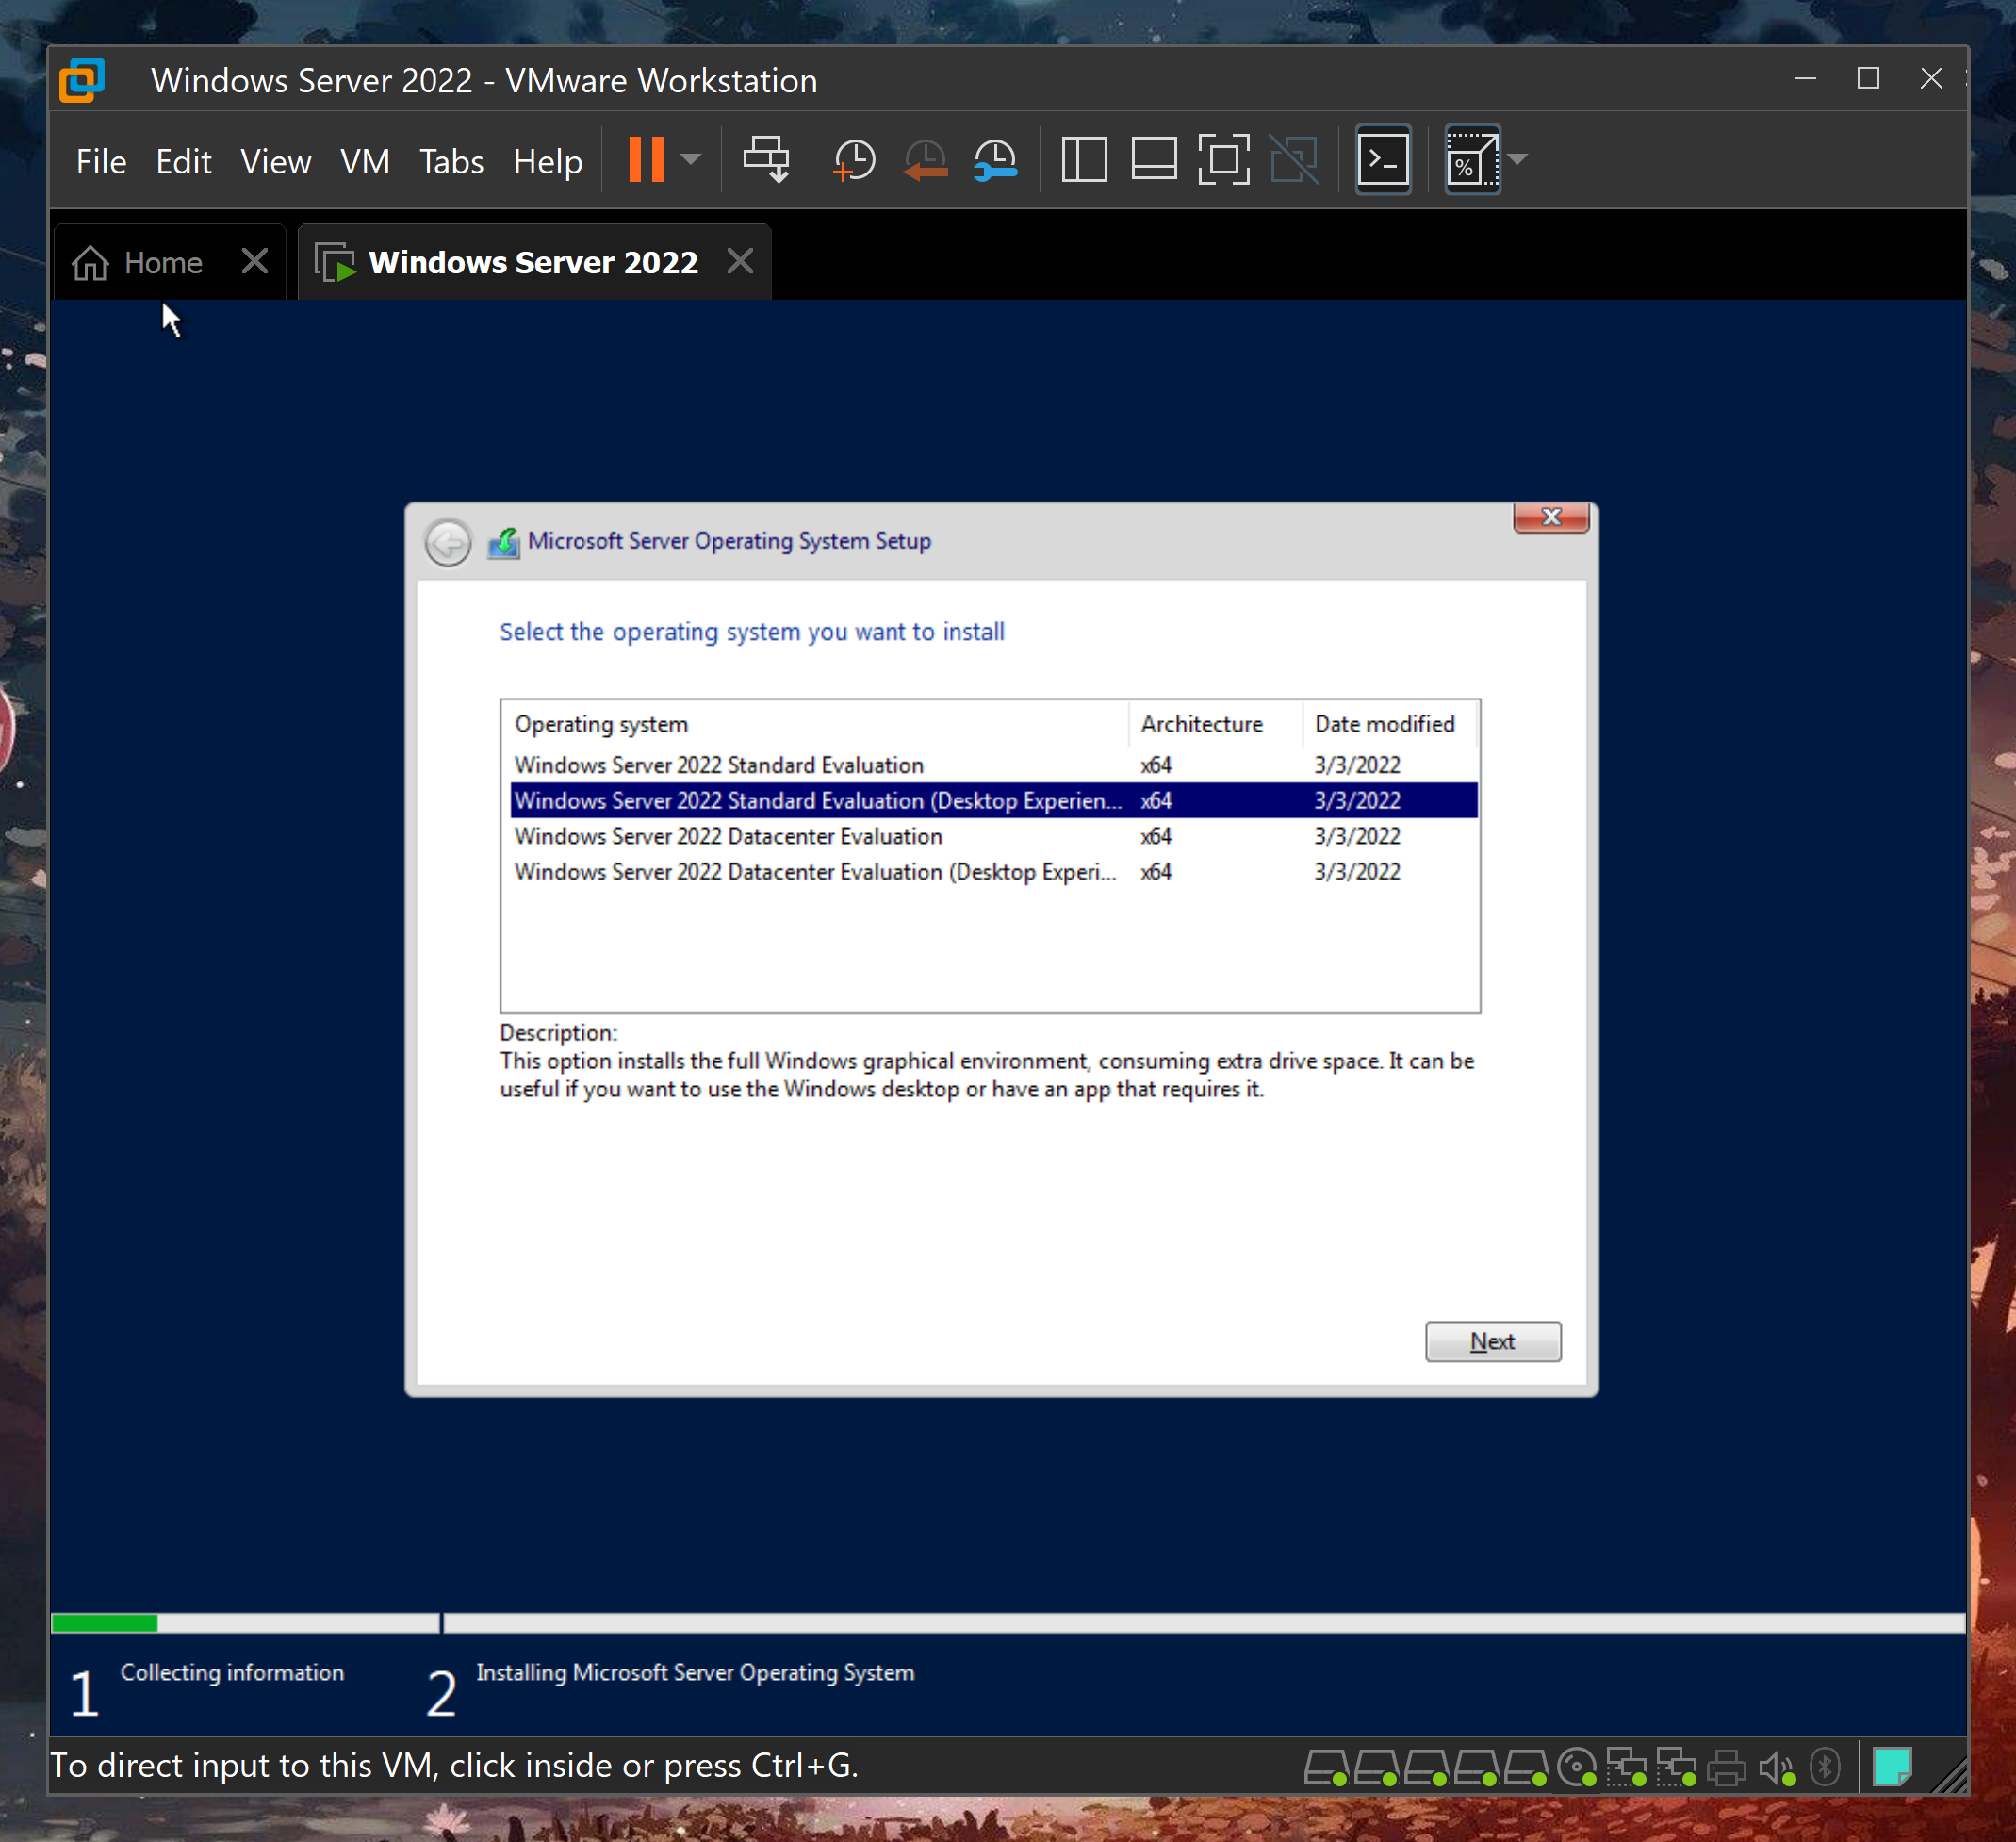 Windows Server 2022 - VMware Workstation
File Edit View VM Tabs Help
%
Home
Windows Server 2022
Microsoft Server Operating System Setup
Select the operating system you want to install
Operating system Architecture Date modified
Windows Server 2022 Standard Evaluation x64 3/3/2022
Windows Server 2022 Standard Evaluation (Desktop Experien... x64 3/3/2022
Windows Server 2022 Datacenter Evaluation x64 3/3/2022
Windows Server 2022 Datacenter Evaluation (Desktop Experi... x64 3/3/2022
Description:
This option installs the full Windows graphical environment, consuming extra drive space. It can be
useful if you want to use the Windows desktop or have an app that requires it.
Next
1 Collecting information 2 Installing Microsoft Server Operating System
To direct input to this VM, click inside or press Ctrl+G.